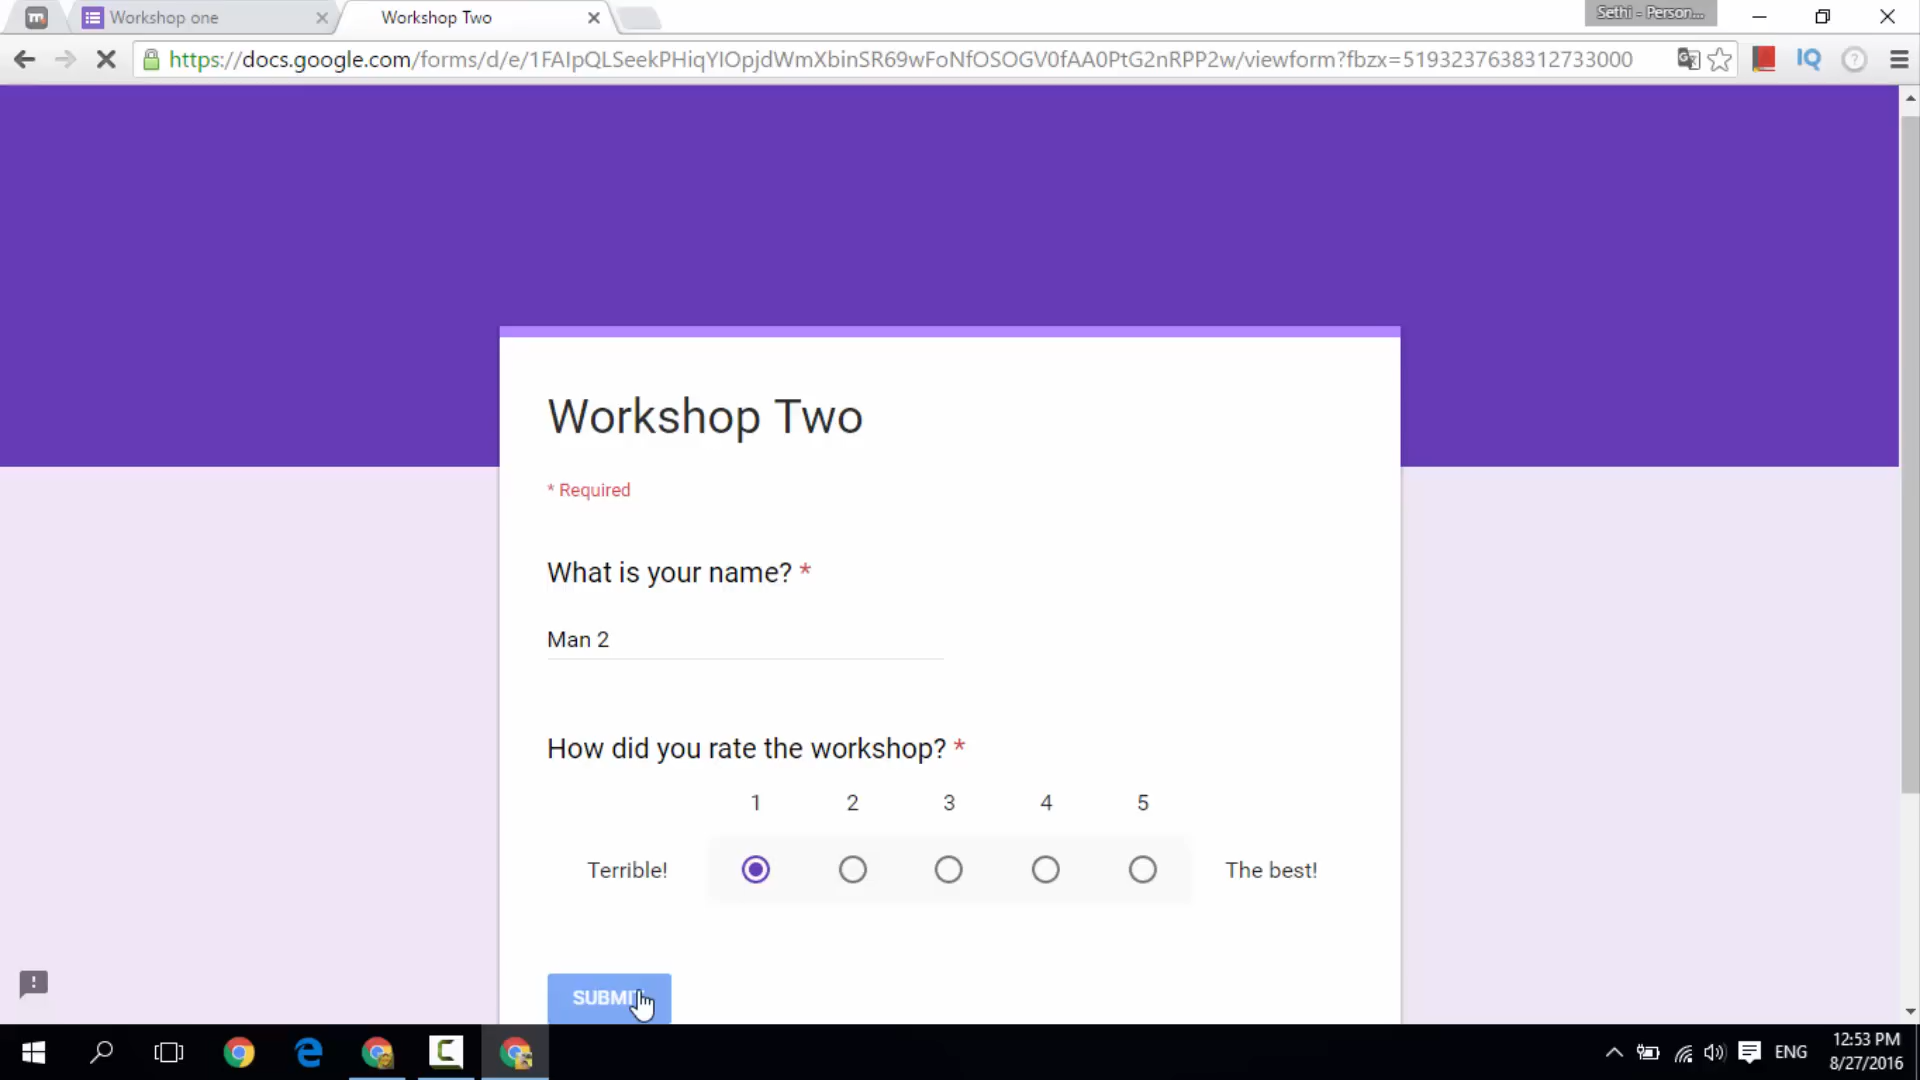 Workshop one
Workshop Two
Sethi - Person...
https://docs.google.com/forms/d/e/1FAIpQLSeekPHiqYIOpjdWmXbinSR69wFoNfOSOGV0fAA0PtG2nRPP2w/viewform?fbzx=5193237638312733000
IQ
Workshop Two
* Required
What is your name? *
Man 2
How did you rate the workshop? *
1 2 3 4 5
Terrible! The best!
SUBMIT
ENG
12:53 PM
8/27/2016